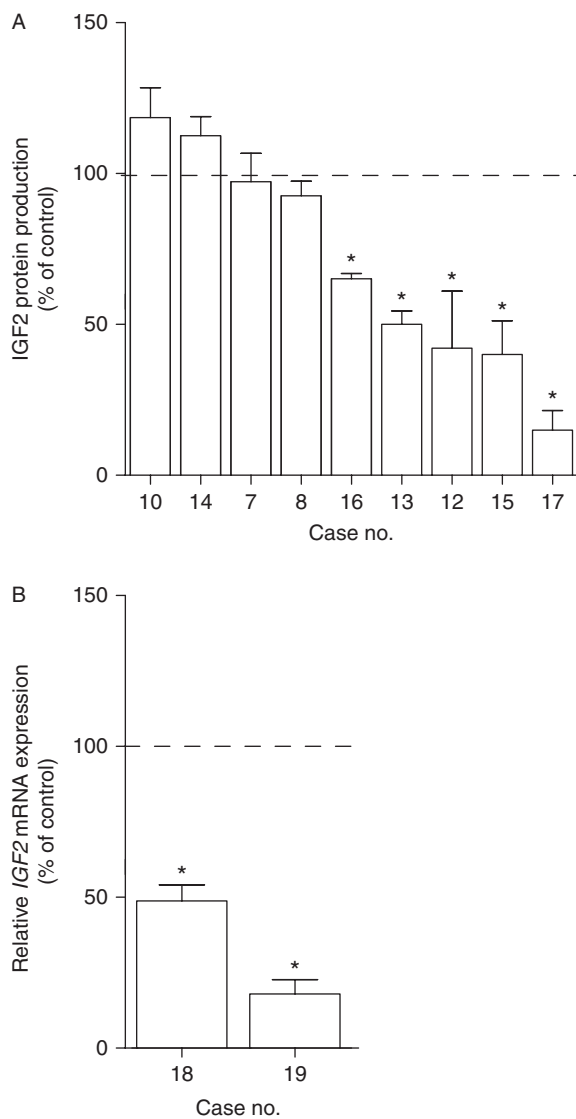 A
IGF2 protein production
(% of control)
150
100
50
0
*
*
*
*
*
10 14 7 8 16 13 12 15 17
Case no.
B
Relative IGF2 mRNA expression
(% of control)
150
100
50
0
*
*
18 19
Case no.